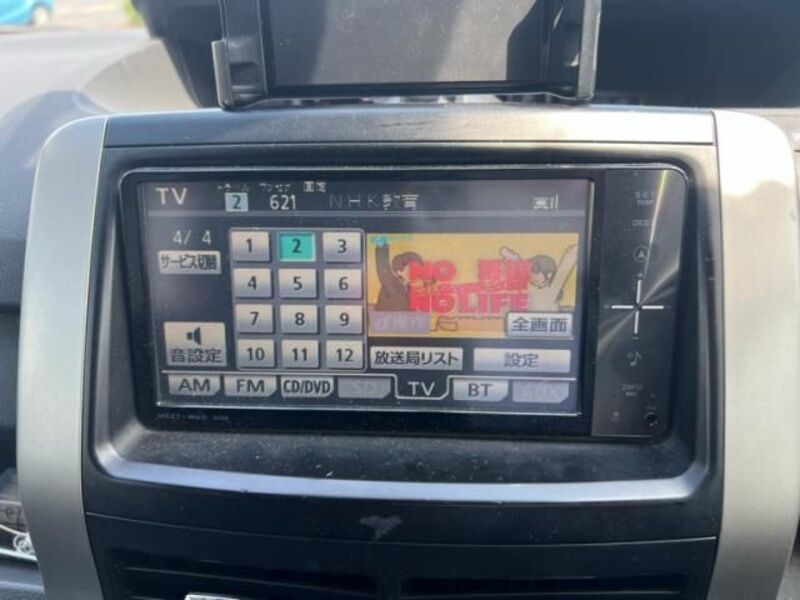 TV 2 621 NHK教育
4/4
サービス切替
1 2 3
4 5 6
7 8 9
10 11 12
NO
NO LIFE
全画面
音設定
放送局リスト 設定
AM FM CD/DVD TV BT